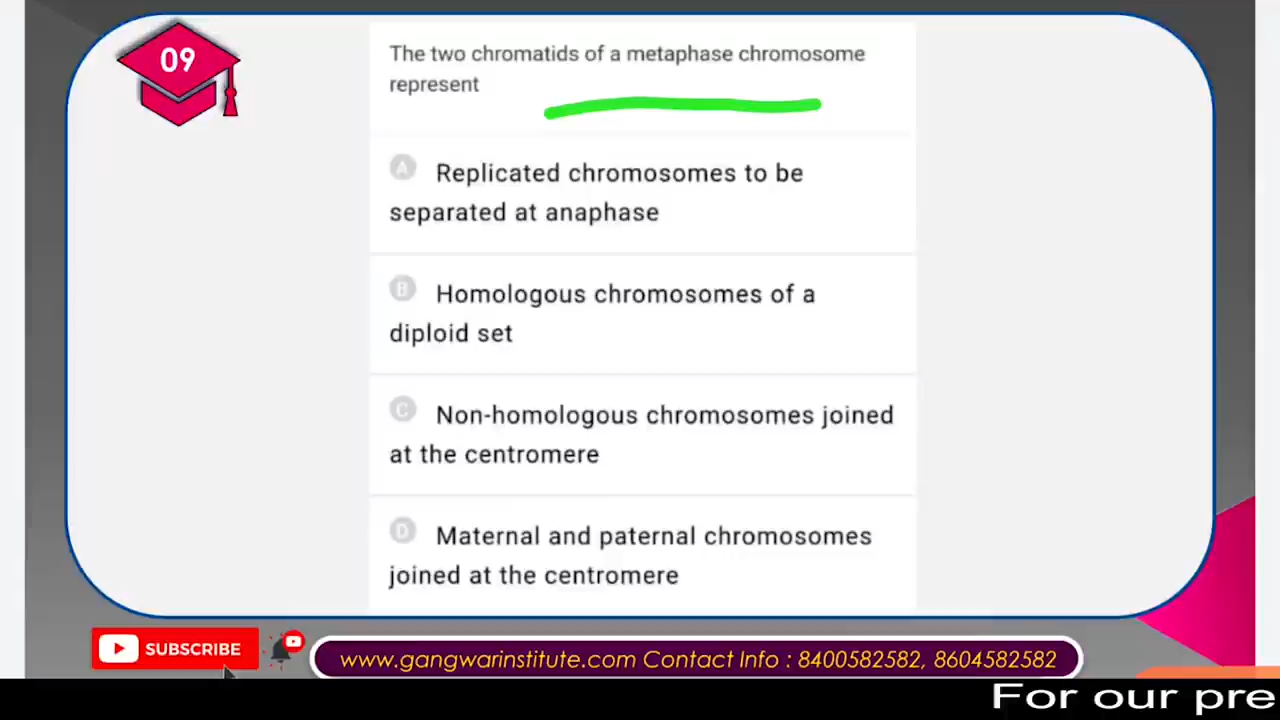 09
The two chromatids of a metaphase chromosome
represent
A Replicated chromosomes to be
separated at anaphase
B Homologous chromosomes of a
diploid set
C Non-homologous chromosomes joined
at the centromere
D Maternal and paternal chromosomes
joined at the centromere
SUBSCRIBE
www.gangwarinstitute.com Contact Info : 8400582582, 8604582582
For our pre